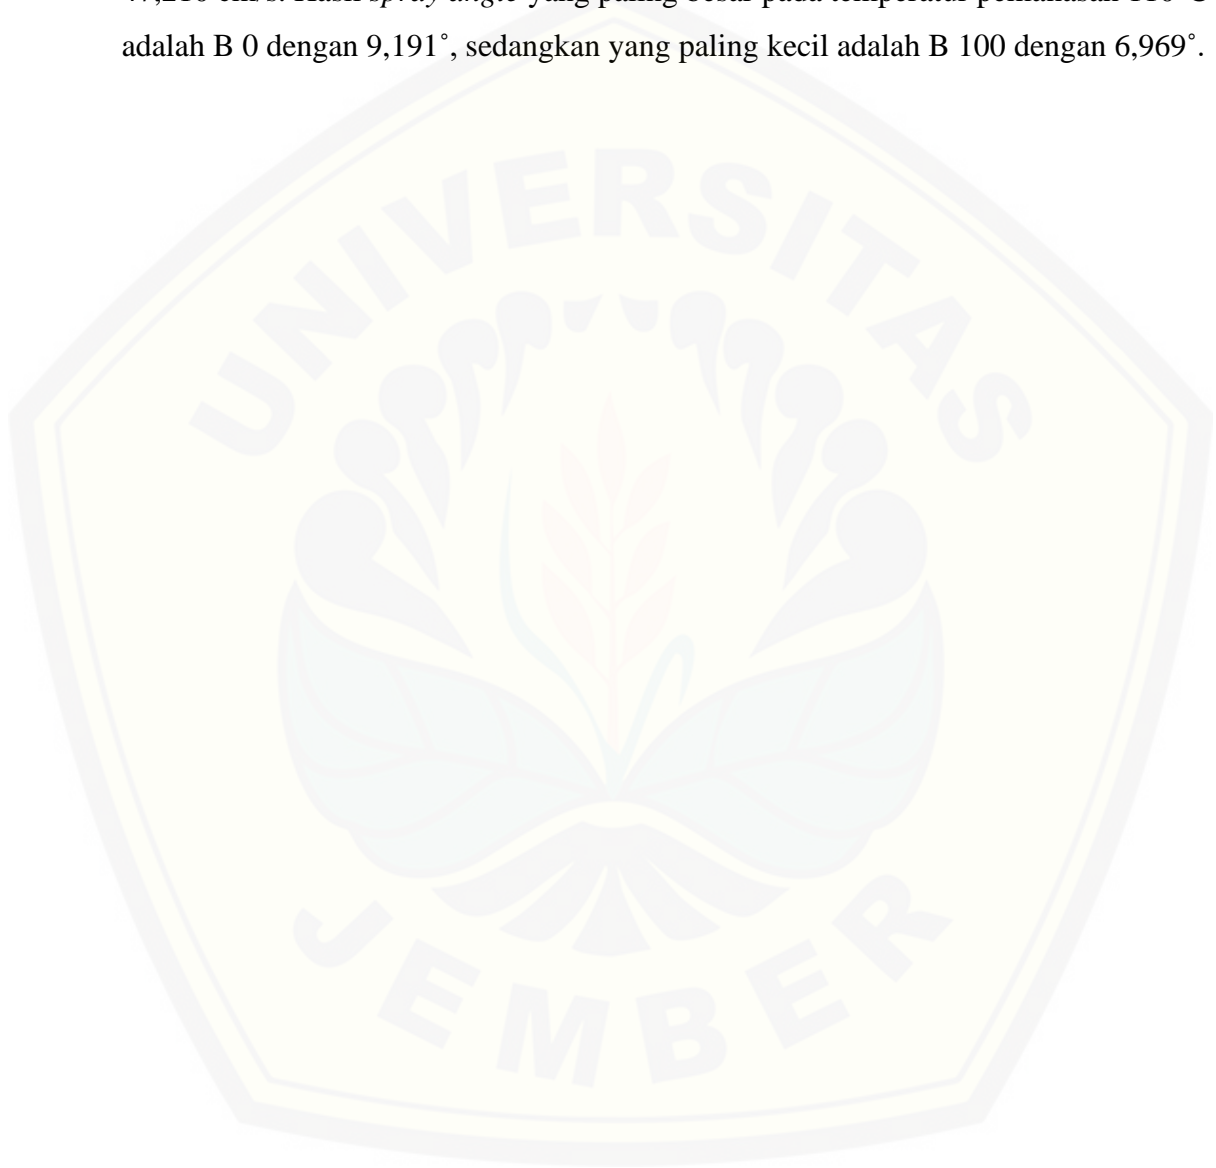 cm/s. Hasil spray angle yang paling besar pada temperatur pemanasan 110˚C
adalah B 0 dengan 9,191˚, sedangkan yang paling kecil adalah B 100 dengan 6,969˚.
UNIVERSITAS
JEMBER